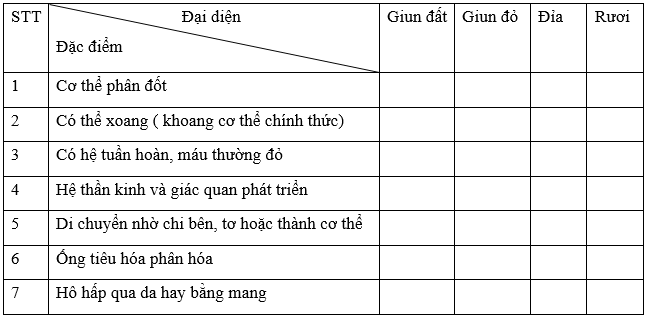 STT Đại diện Giun đất Giun đỏ Đỉa Rươi
Đặc điểm
1 Cơ thể phân đốt
2 Có thể xoang ( khoang cơ thể chính thức)
3 Có hệ tuần hoàn, máu thường đỏ
4 Hệ thần kinh và giác quan phát triển
5 Di chuyển nhờ chi bên, tơ hoặc thành cơ thể
6 Ống tiêu hóa phân hóa
7 Hô hấp qua da hay bằng mang